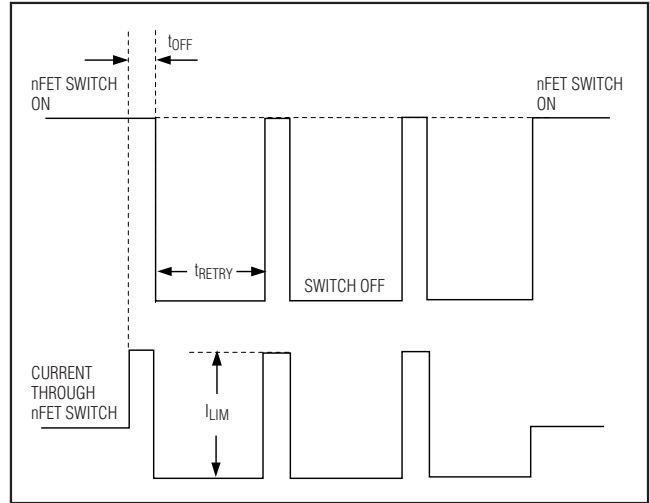 tOFF
nFET SWITCH
ON
nFET SWITCH
ON
tRETRY
SWITCH OFF
CURRENT
THROUGH
nFET SWITCH
ILIM